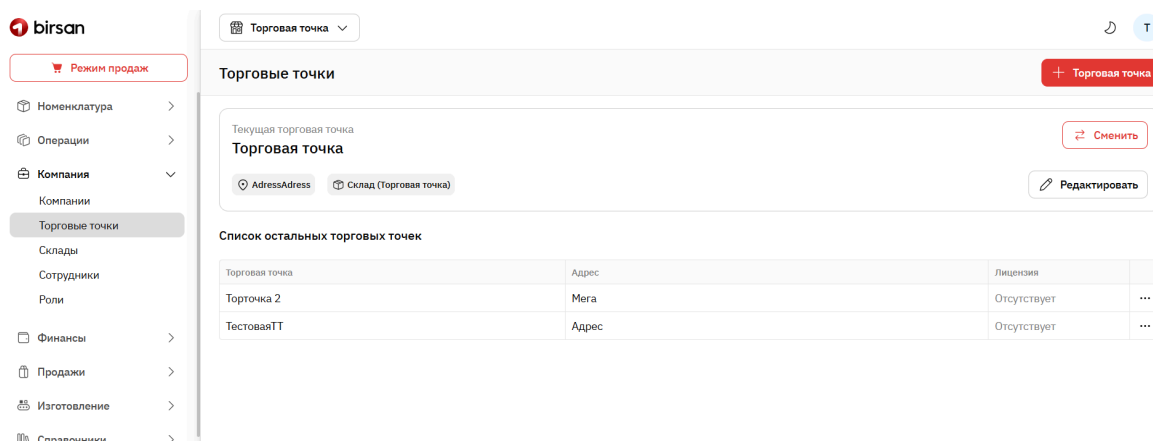 birsan
Торговая точка
T
Режим продаж
Торговые точки
Торговая точка
Номенклатура
Операции
Компания
Компании
Торговые точки
Склады
Сотрудники
Роли
Финансы
Продажи
Изготовление
Справочники
Текущая торговая точка
Торговая точка
Сменить
AdressAdress
Склад (Торговая точка)
Редактировать
Список остальных торговых точек
Торговая точка Адрес Лицензия
Торточка 2 Мега Отсутствует
ТестоваяТТ Адрес Отсутствует